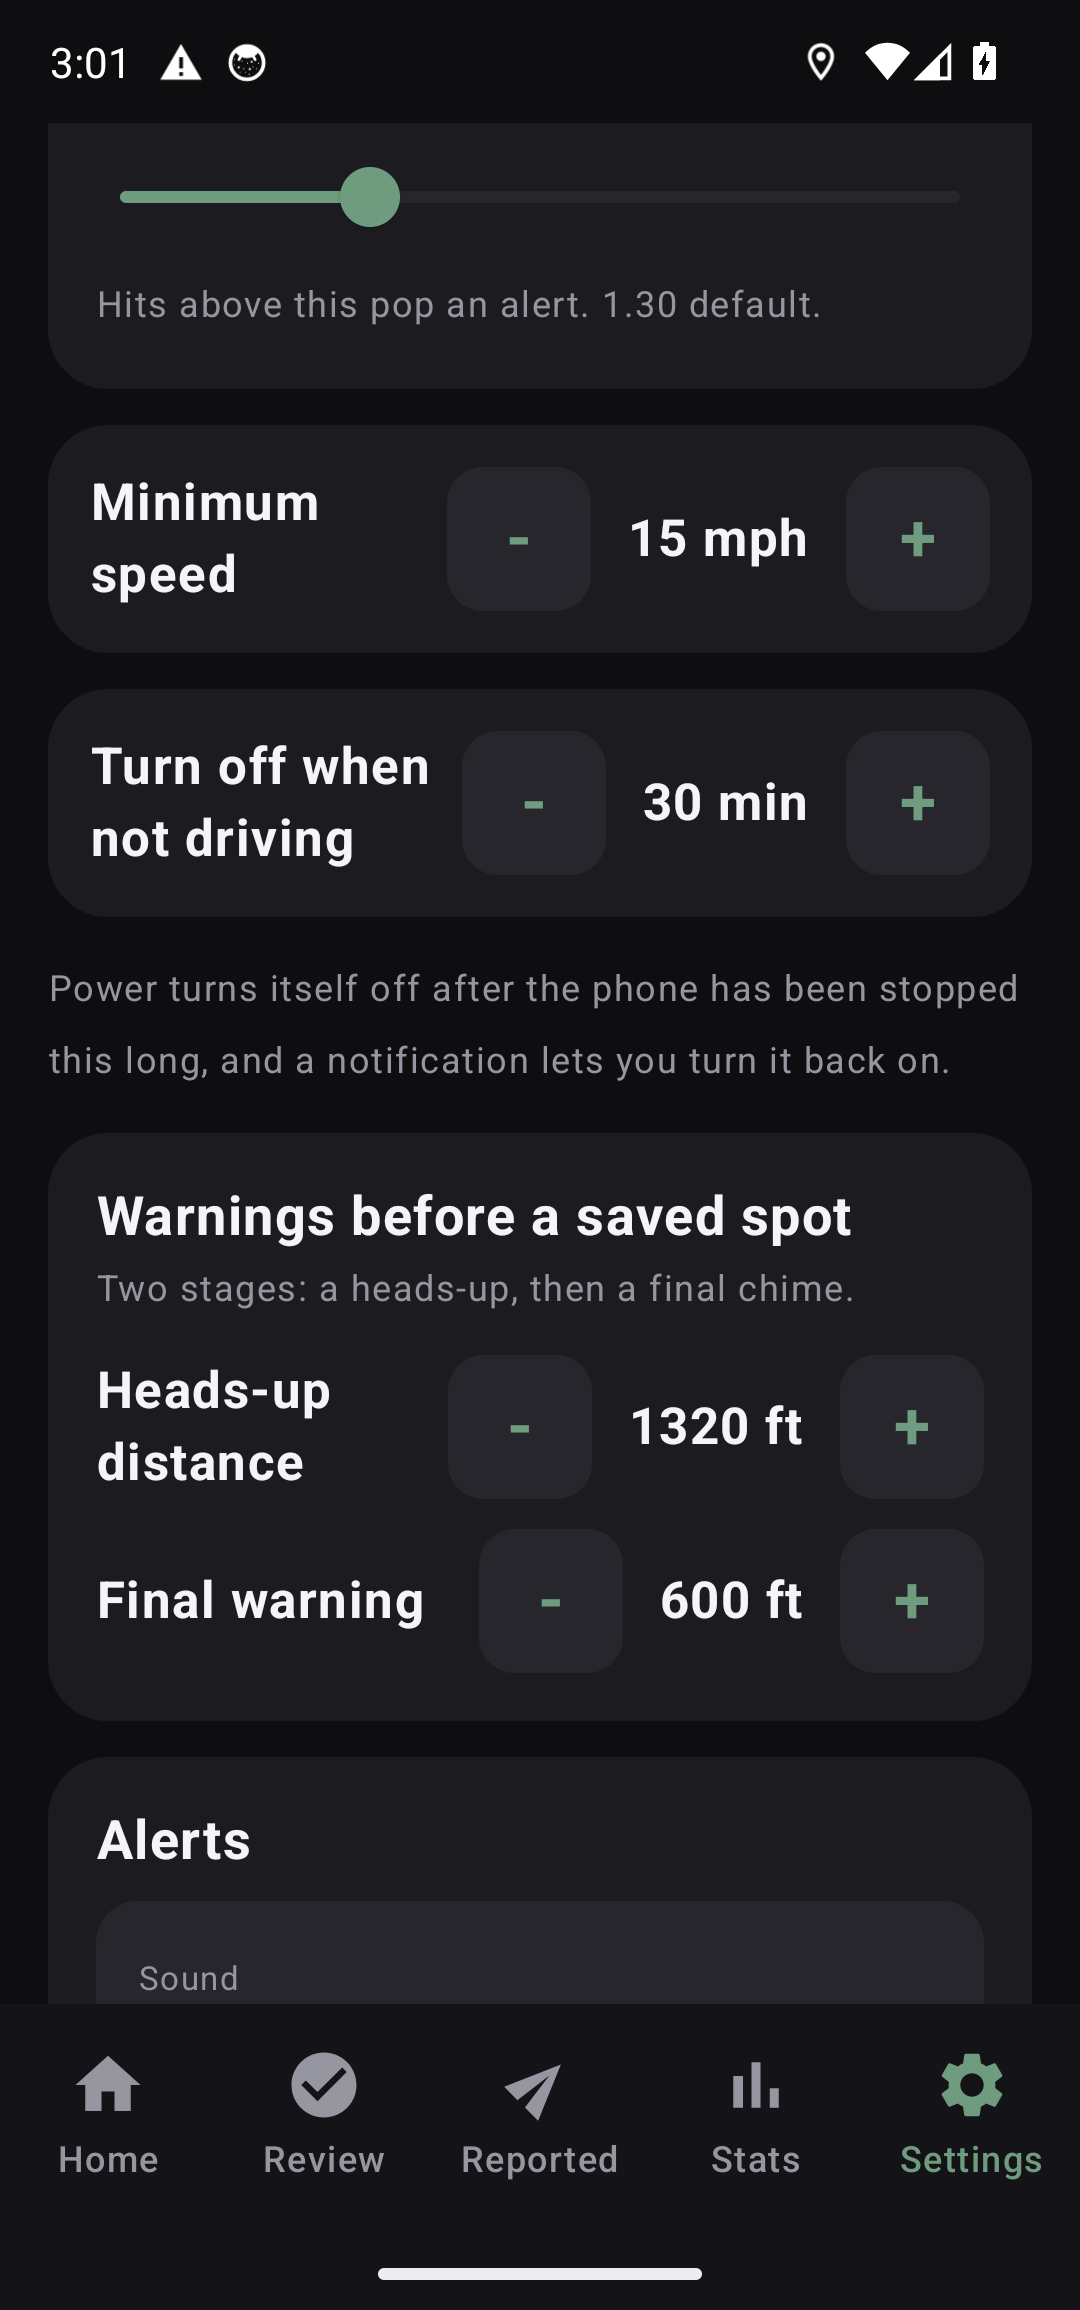 3:01
Hits above this pop an alert. 1.30 default.
Minimum
speed
- 15 mph +
Turn off when
not driving
- 30 min +
Power turns itself off after the phone has been stopped
this long, and a notification lets you turn it back on.
Warnings before a saved spot
Two stages: a heads-up, then a final chime.
Heads-up
distance
- 1320 ft +
Final warning - 600 ft +
Alerts
Sound
Home Review Reported Stats Settings